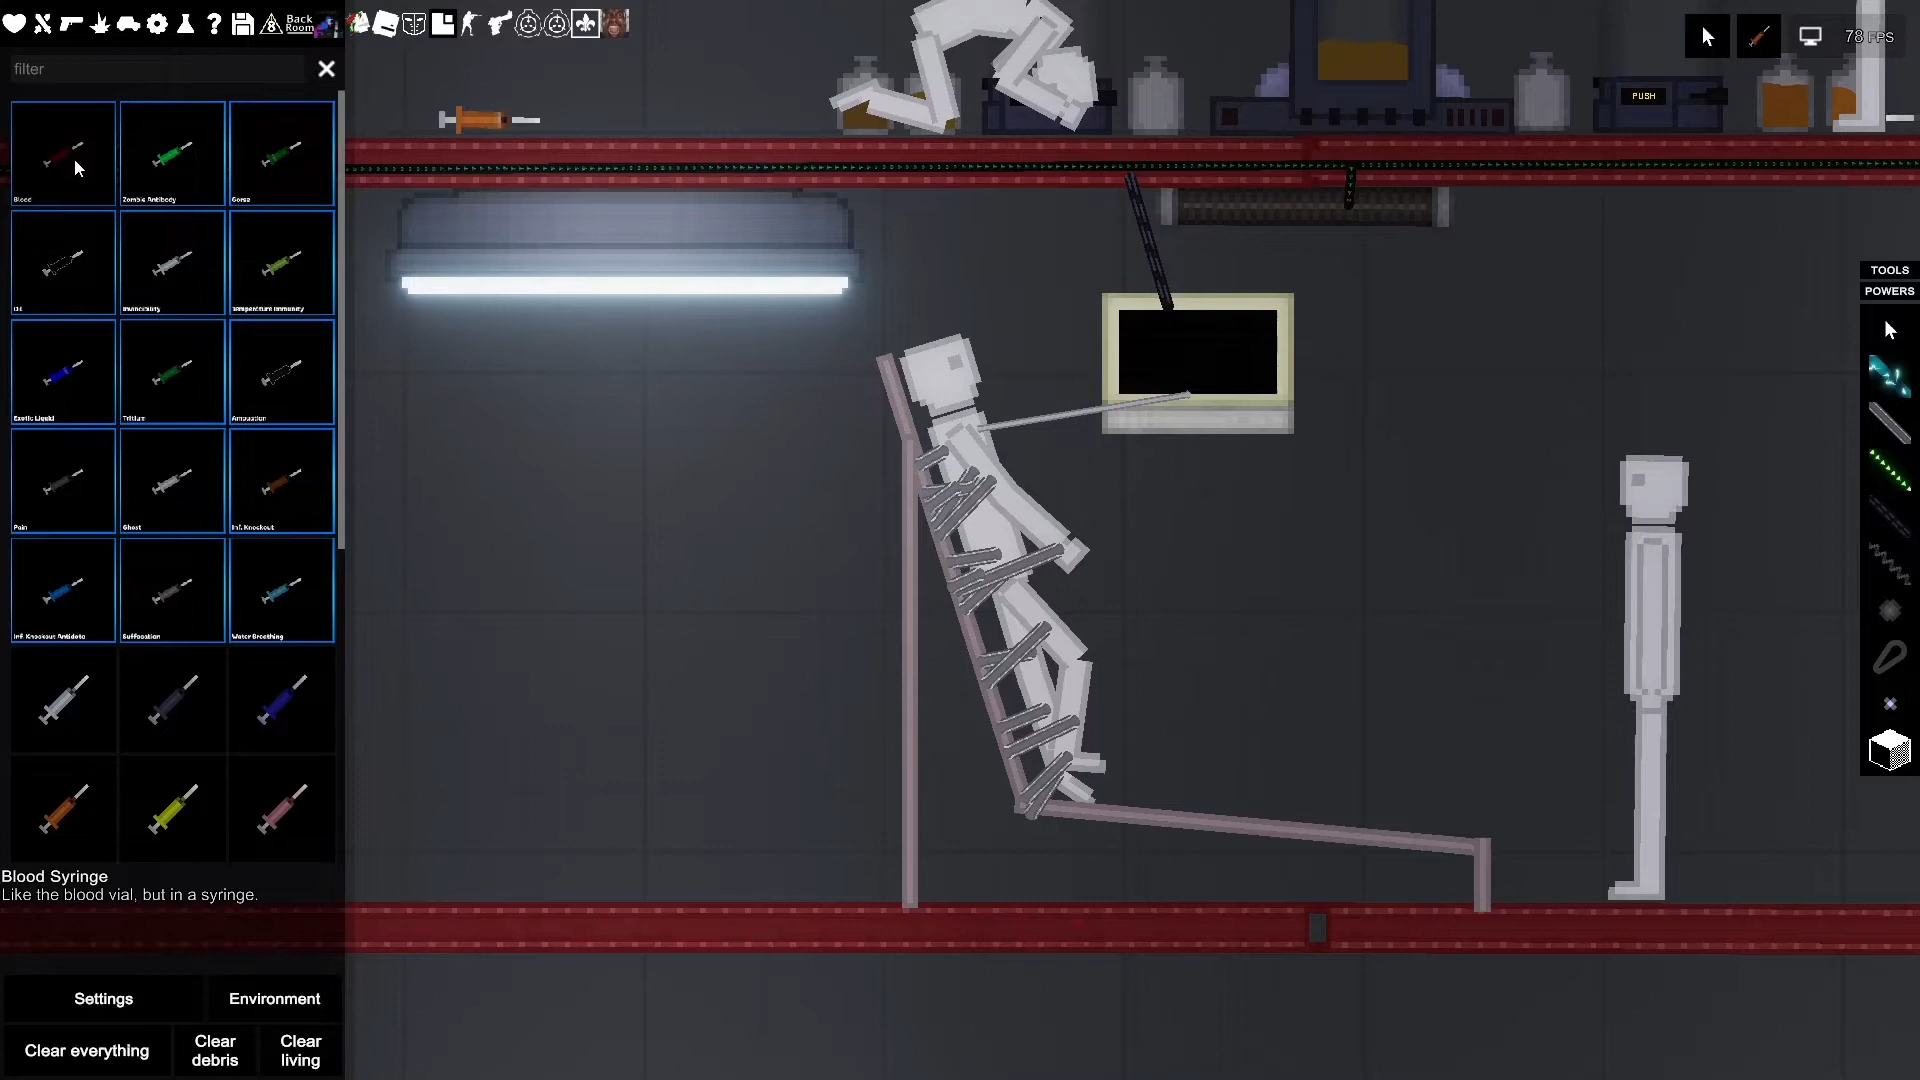 Back
Room
78 FPS
filter
Blood
Zombie Antibody
Gorse
Oil
Invincibility
Temperature Immunity
Exotic Liquid
Tritium
Amputation
Pain
Ghost
Inf. Knockout
Inf. Knockout Antidote
Suffocation
Water Breathing
Blood Syringe
Like the blood vial, but in a syringe.
Settings
Environment
Clear everything
Clear
debris
Clear
living
PUSH
TOOLS
POWERS